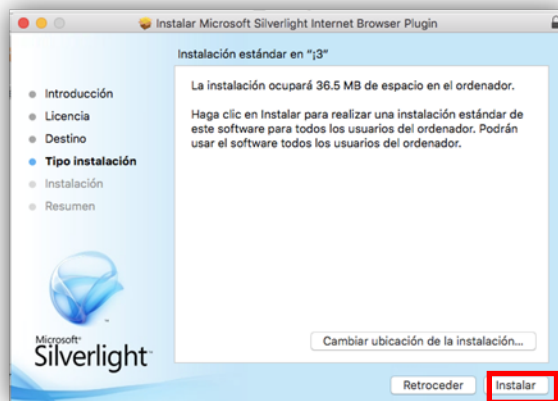 Instalar Microsoft Silverlight Internet Browser Plugin
Instalación estándar en “¡3”
Introducción
Licencia
Destino
Tipo instalación
Instalación
Resumen
La instalación ocupará 36.5 MB de espacio en el ordenador.
Haga clic en Instalar para realizar una instalación estándar de
este software para todos los usuarios del ordenador. Podrán
usar el software todos los usuarios del ordenador.
Microsoft®
Silverlight™
Cambiar ubicación de la instalación...
Retroceder
Instalar